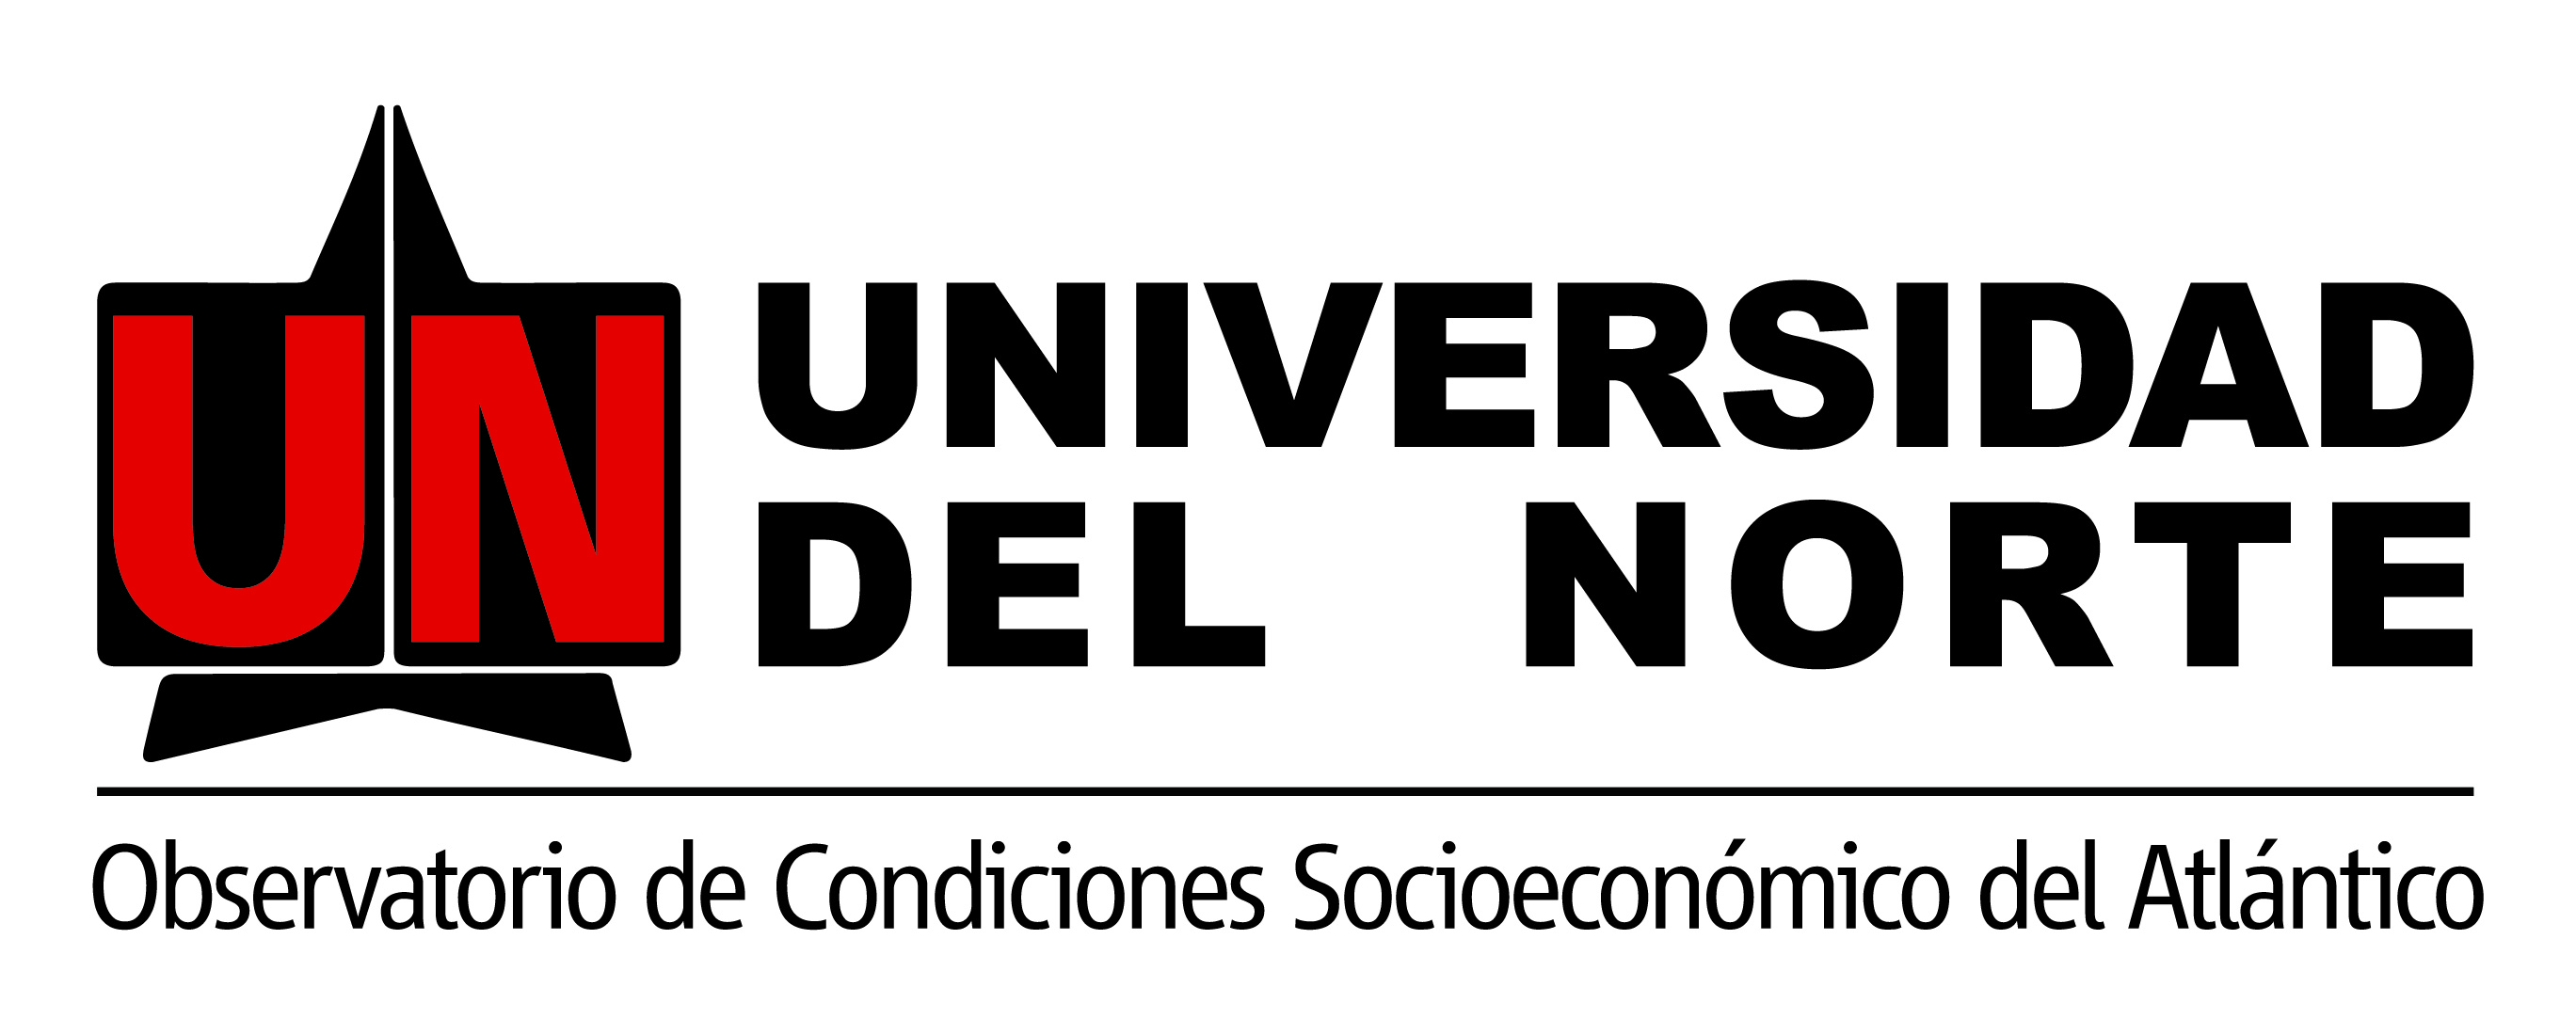 UN
UNIVERSIDAD
DEL NORTE
Observatorio de Condiciones Socioeconómico del Atlántico